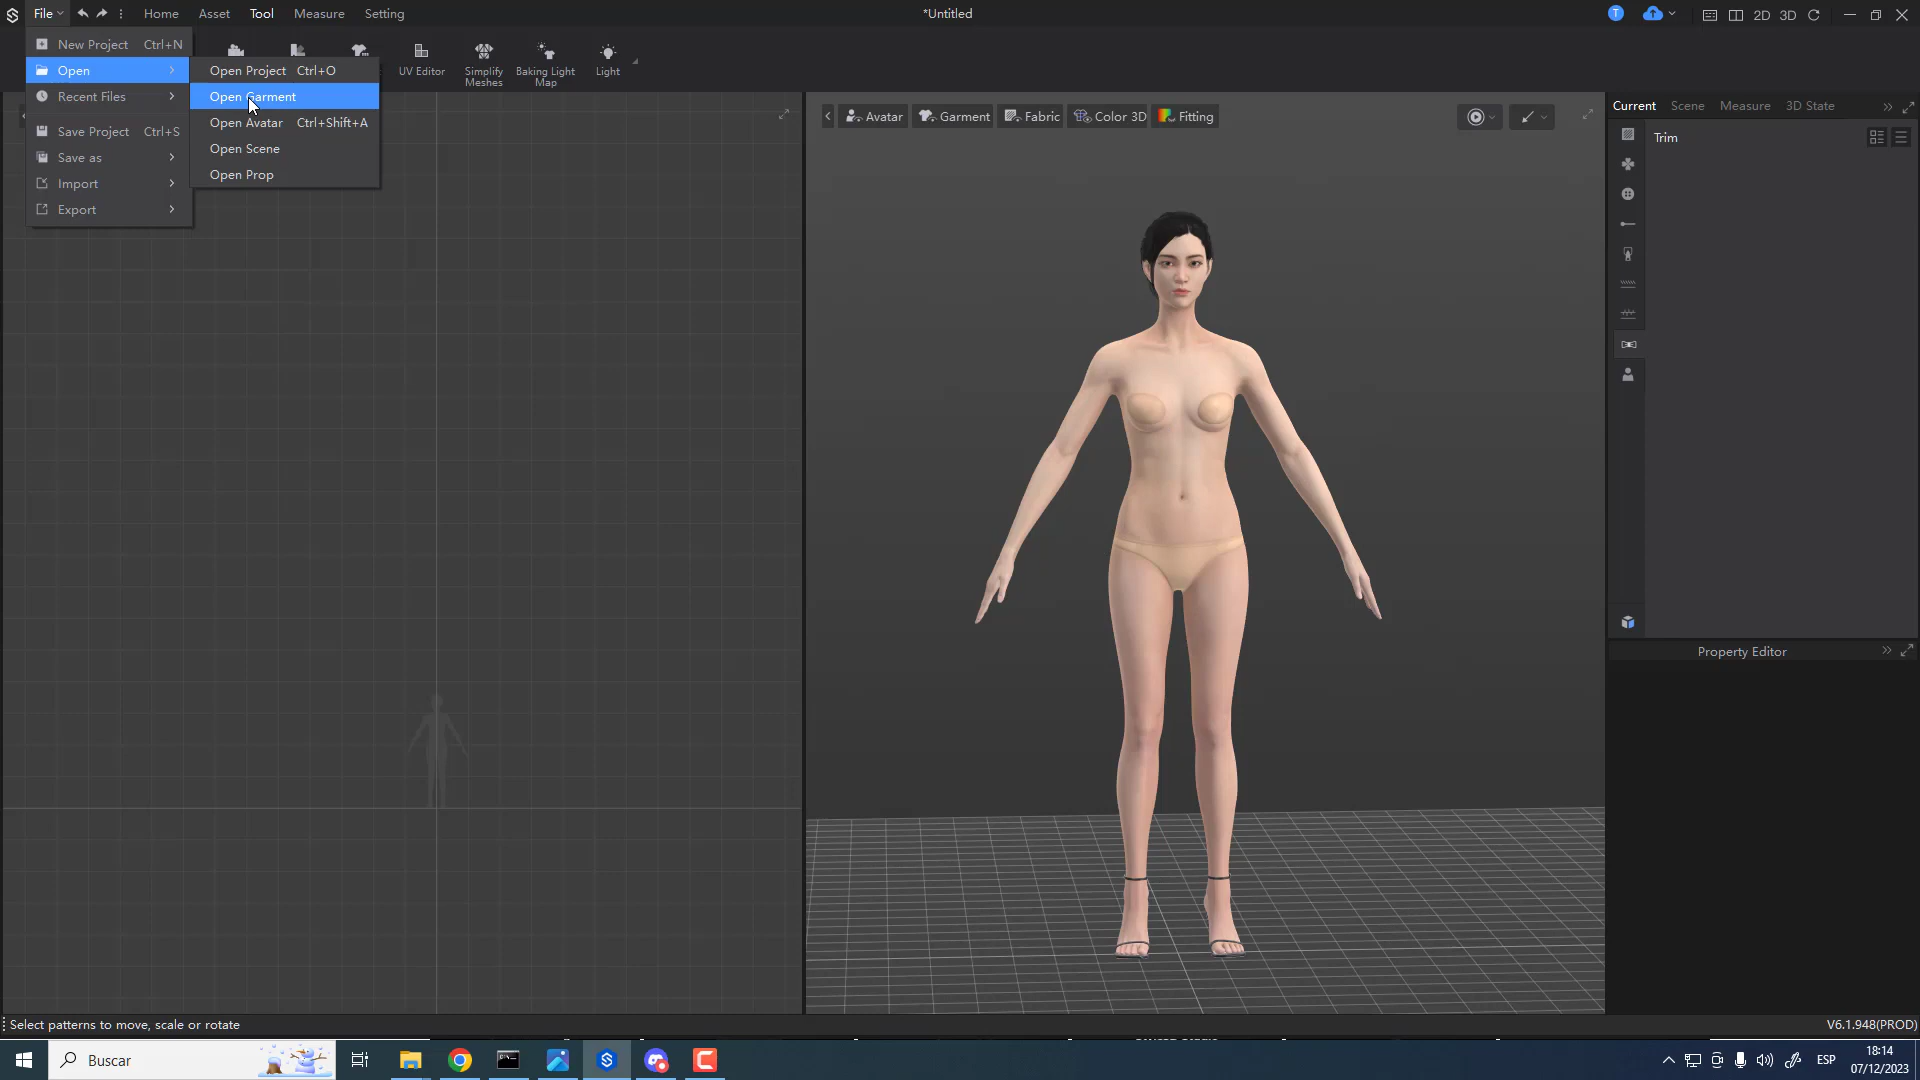 File
Home
Asset
Tool
Measure
Setting
*Untitled
T
2D
3D
New Project Ctrl+N
Open
Recent Files
Save Project Ctrl+S
Save as
Import
Export
Open Project Ctrl+O
Open Garment
Open Avatar Ctrl+Shift+A
Open Scene
Open Prop
UV Editor
Simplify
Meshes
Baking Light
Map
Light
Avatar
Garment
Fabric
Color 3D
Fitting
Current
Scene
Measure
3D State
Trim
Property Editor
Select patterns to move, scale or rotate
V6.1.948(PROD)
Buscar
ESP
18:14
07/12/2023